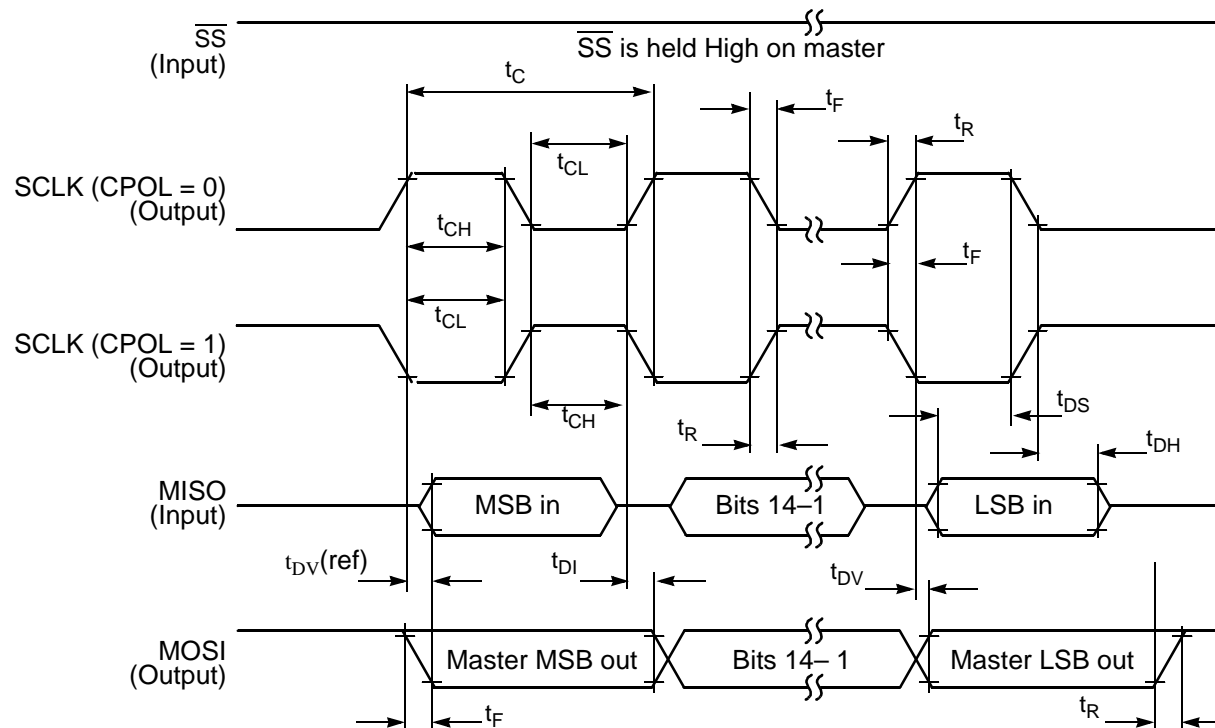 SS
(Input)
SS is held High on master
tC
tF
tR
tCL
SCLK (CPOL = 0)
(Output)
tCH
tF
tCL
SCLK (CPOL = 1)
(Output)
tCH
tR
tDS
tDH
MISO
(Input)
MSB in
Bits 14–1
LSB in
tDV(ref)
tDI
tDV
MOSI
(Output)
Master MSB out
Bits 14– 1
Master LSB out
tF
tR